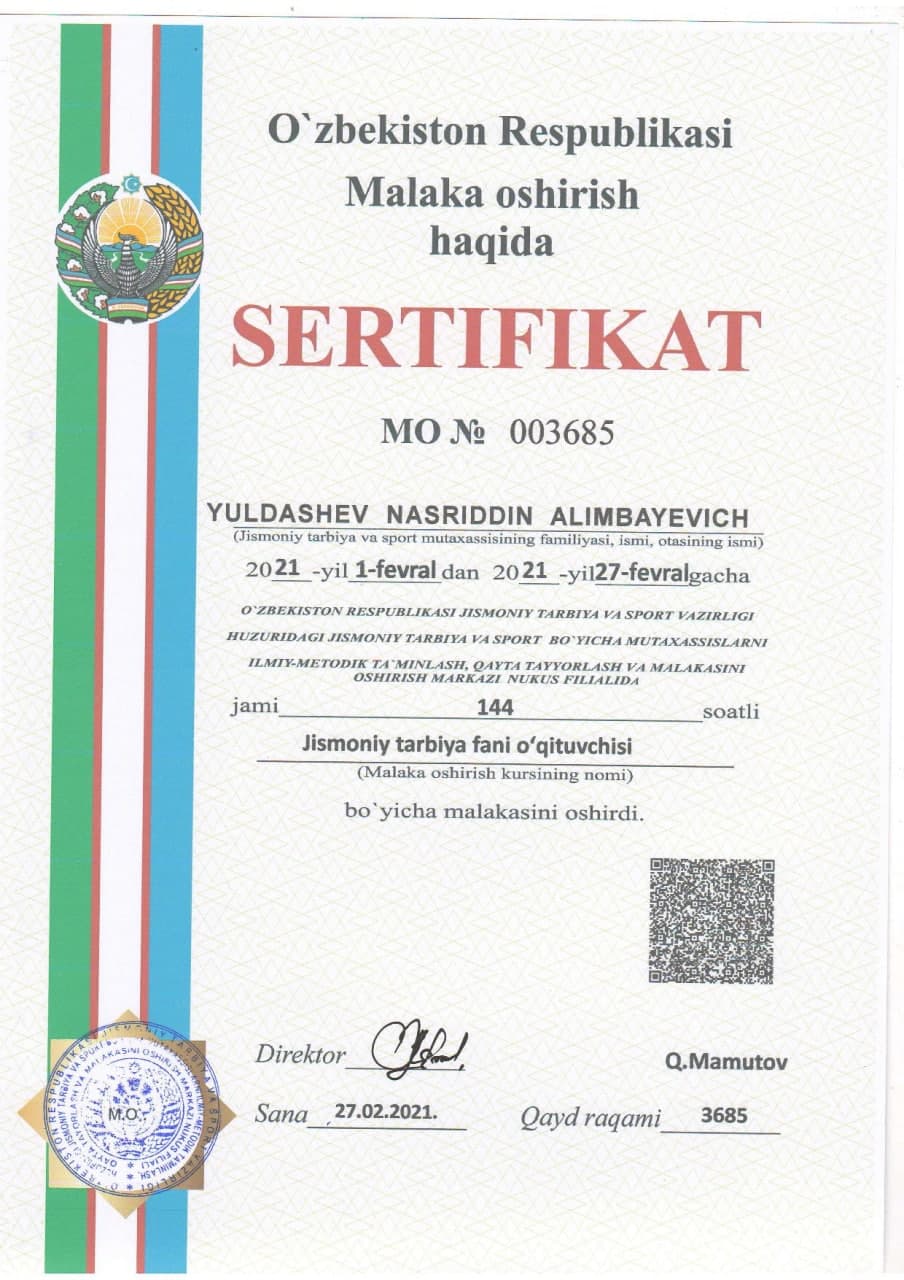 O`zbekiston Respublikasi
Malaka oshirish
haqida
SERTIFIKAT
MO № 003685
YULDASHEV NASRIDDIN ALIMBAYEVICH
(Jismoniy tarbiya va sport mutaxassisining familiyasi, ismi, otasining ismi)
2021 -yil 1-fevral dan 2021 -yil 27-fevralgacha
O`ZBEKISTON RESPUBLIKASI JISMONIY TARBIYA VA SPORT VAZIRLIGI
HUZURIDAGI JISMONIY TARBIYA VA SPORT BO`YICHA MUTAXASSISLARNI
ILMIY-METODIK TA`MINLASH, QAYTA TAYYORLASH VA MALAKASINI
OSHIRISH MARKAZI NUKUS FILIALIDA
jami 144 soatli
Jismoniy tarbiya fani o‘qituvchisi
(Malaka oshirish kursining nomi)
bo`yicha malakasini oshirdi.
Direktor Q.Mamutov
Sana 27.02.2021. Qayd raqami 3685
M.O.